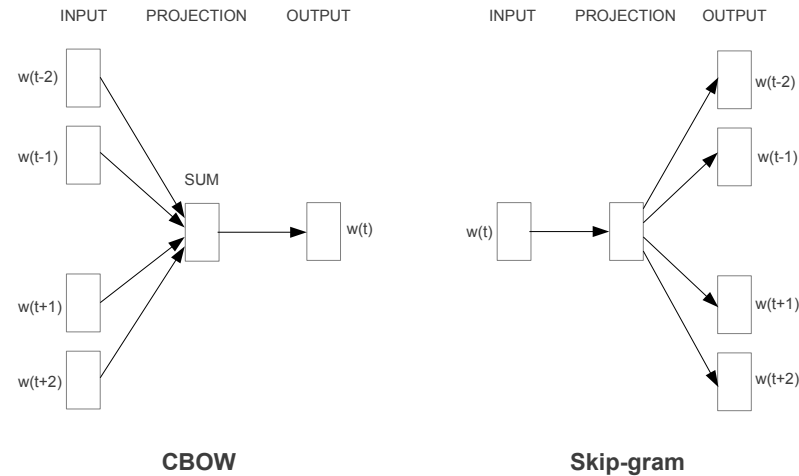 INPUT PROJECTION OUTPUT
w(t-2)
w(t-1)
SUM
w(t)
w(t+1)
w(t+2)
CBOW
INPUT PROJECTION OUTPUT
w(t-2)
w(t-1)
w(t)
w(t+1)
w(t+2)
Skip-gram